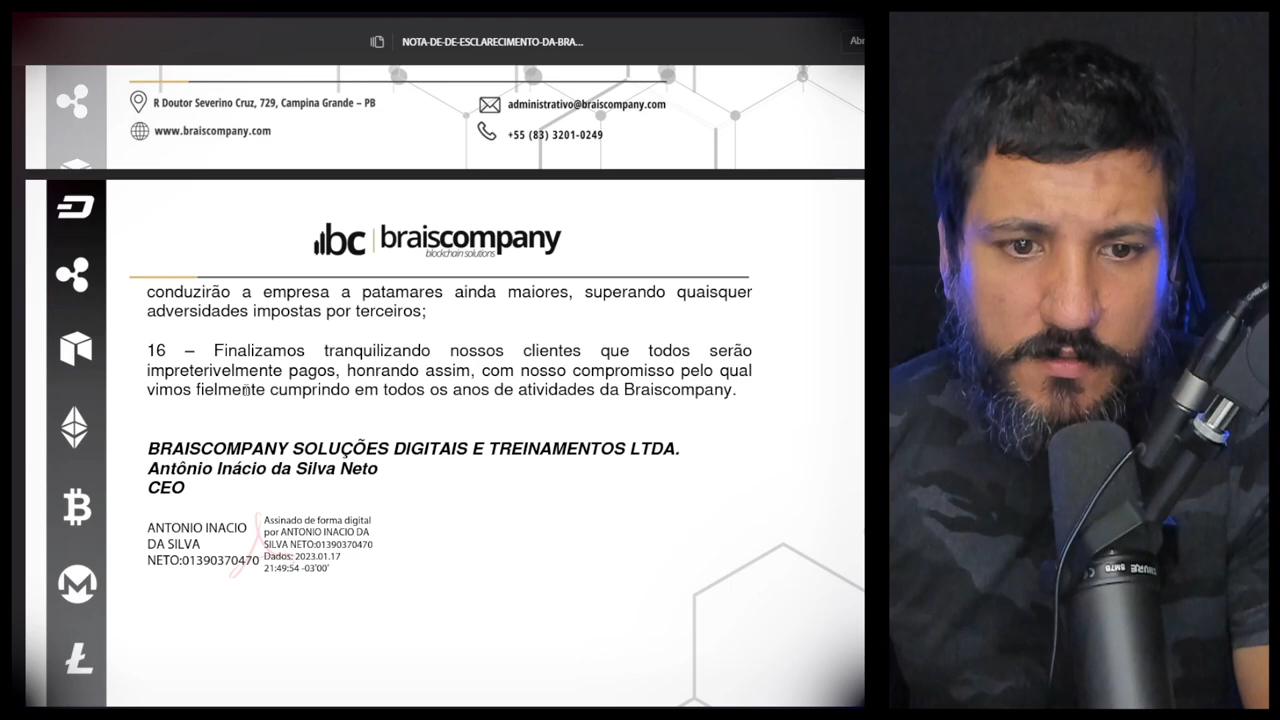 NOTA-DE-DE-ESCLARECIMENTO-DA-BRA...
Abr
R Doutor Severino Cruz, 729, Campina Grande – PB
administrativo@braiscompany.com
www.braiscompany.com
+55 (83) 3201-0249
bc braiscompany
blockchain solutions
conduzirão a empresa a patamares ainda maiores, superando quaisquer
adversidades impostas por terceiros;
16 – Finalizamos tranquilizando nossos clientes que todos serão
impreterivelmente pagos, honrando assim, com nosso compromisso pelo qual
vimos fielmente cumprindo em todos os anos de atividades da Braiscompany.
BRAISCOMPANY SOLUÇÕES DIGITAIS E TREINAMENTOS LTDA.
Antônio Inácio da Silva Neto
CEO
ANTONIO INACIO
DA SILVA
NETO:01390370470
Assinado de forma digital
por ANTONIO INACIO DA
SILVA NETO:01390370470
Dados: 2023.01.17
21:49:54 -03'00'
SHURE
SM7B